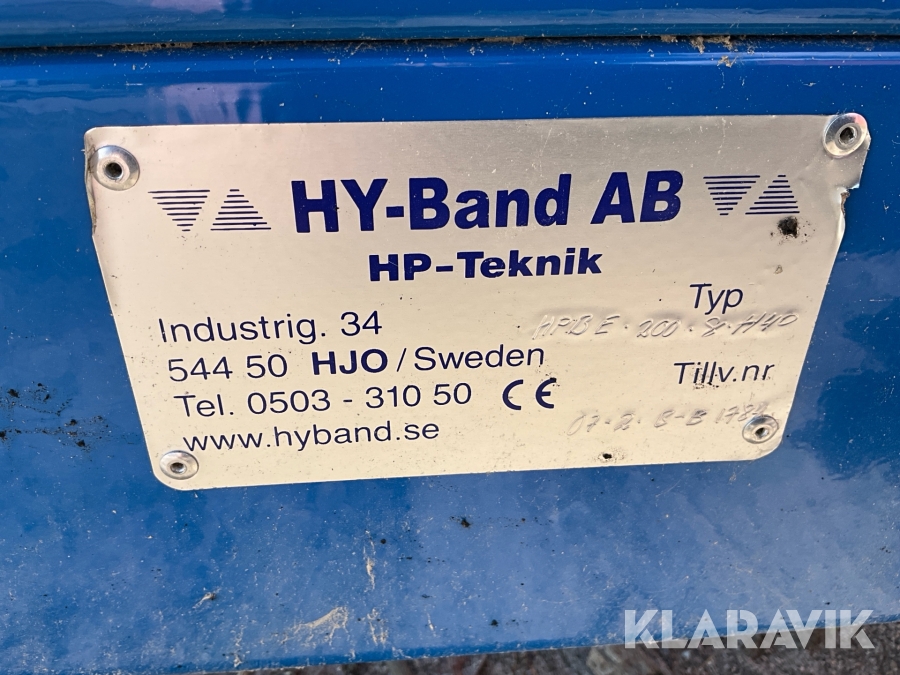 HY-Band AB
HP-Teknik
Typ
Industrig. 34
544 50 HJO / Sweden
Tillv.nr
Tel. 0503 - 310 50 CE
www.hyband.se
KLARAVIK